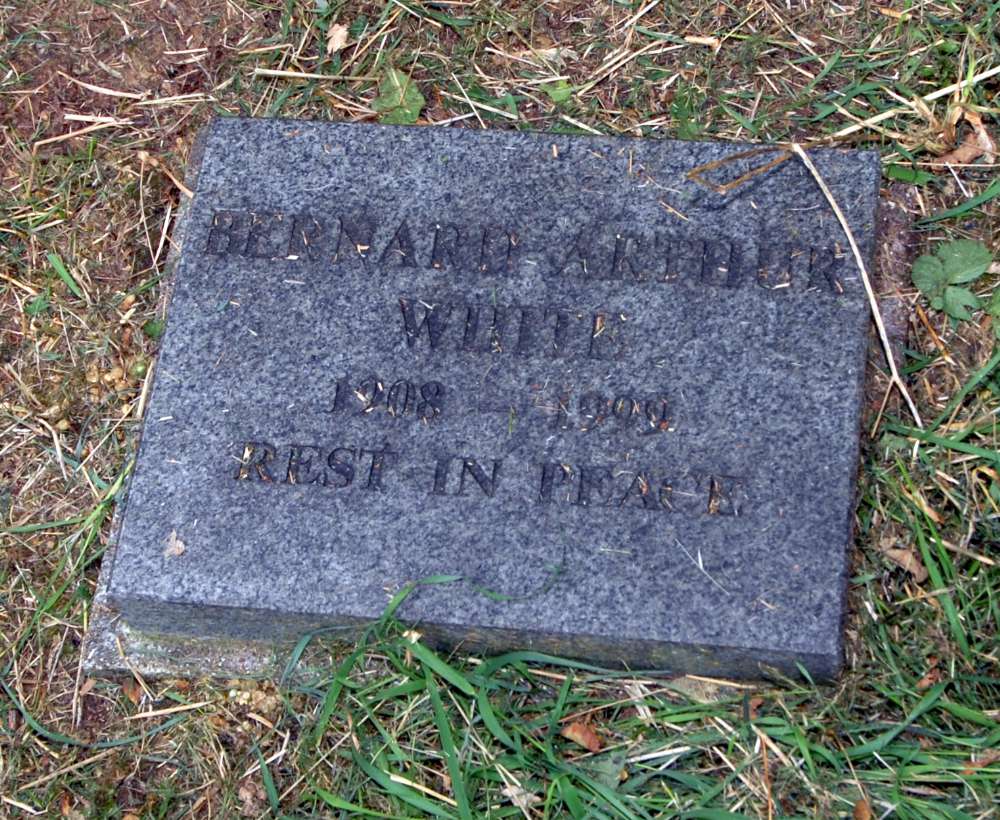 BERNARD ARTHUR
WHITE
1908 - 1999
REST IN PEACE